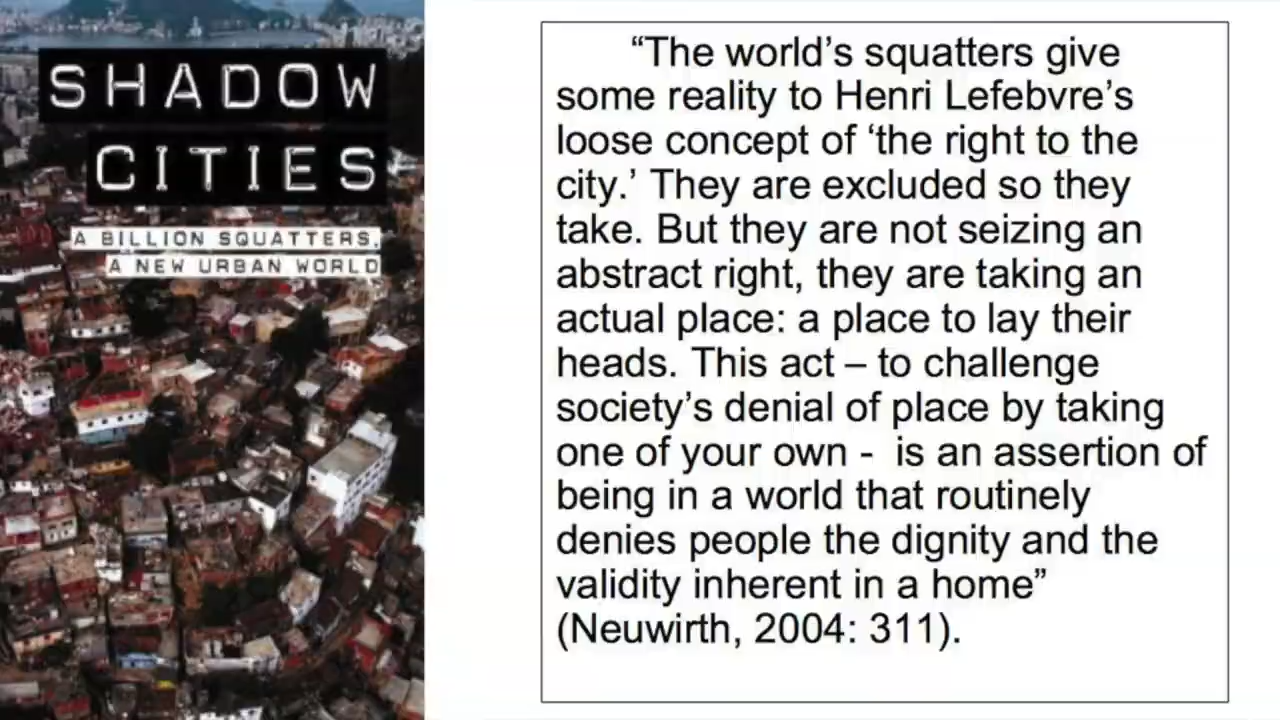 SHADOW
CITIES
A BILLION SQUATTERS,
A NEW URBAN WORLD
“The world’s squatters give
some reality to Henri Lefebvre’s
loose concept of ‘the right to the
city.’ They are excluded so they
take. But they are not seizing an
abstract right, they are taking an
actual place: a place to lay their
heads. This act – to challenge
society’s denial of place by taking
one of your own -  is an assertion of
being in a world that routinely
denies people the dignity and the
validity inherent in a home”
(Neuwirth, 2004: 311).